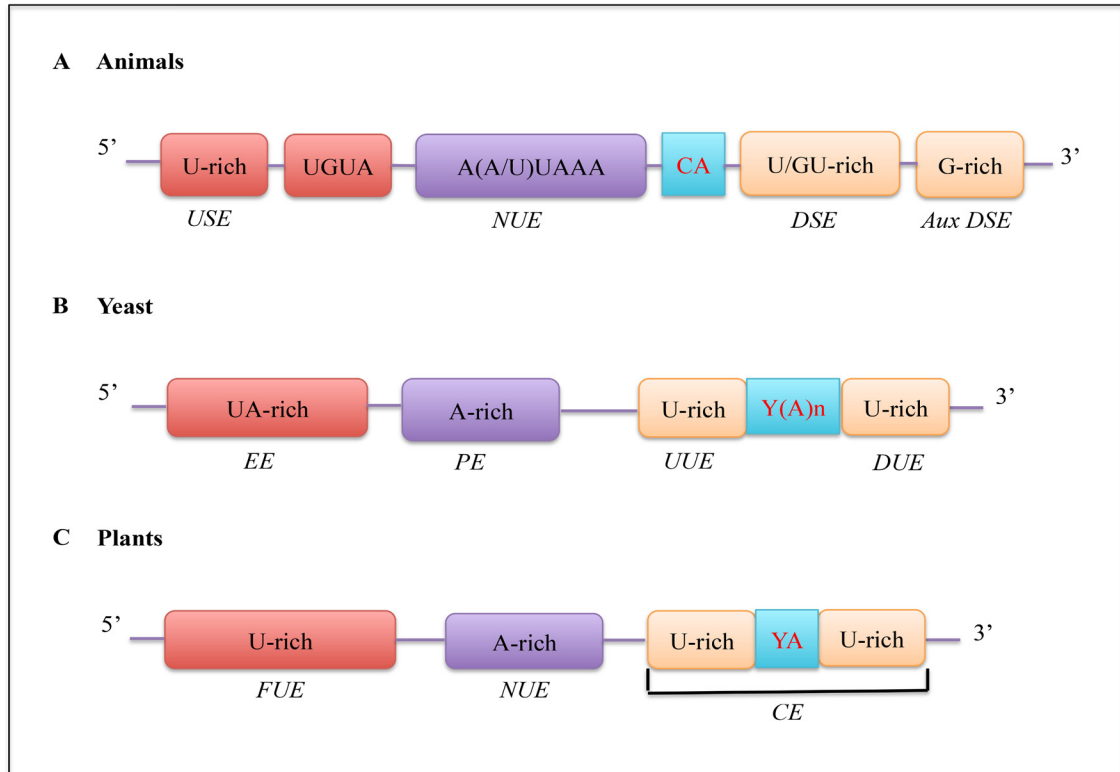 A Animals
5’ U-rich UGUA A(A/U)UAAA CA U/GU-rich G-rich 3’
USE NUE DSE Aux DSE
B Yeast
5’ UA-rich A-rich U-rich Y(A)n U-rich 3’
EE PE UUE DUE
C Plants
5’ U-rich A-rich U-rich YA U-rich 3’
FUE NUE CE